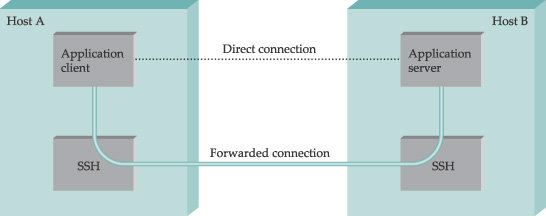 Host A
Host B
Application
client
Direct connection
Application
server
Forwarded connection
SSH
SSH